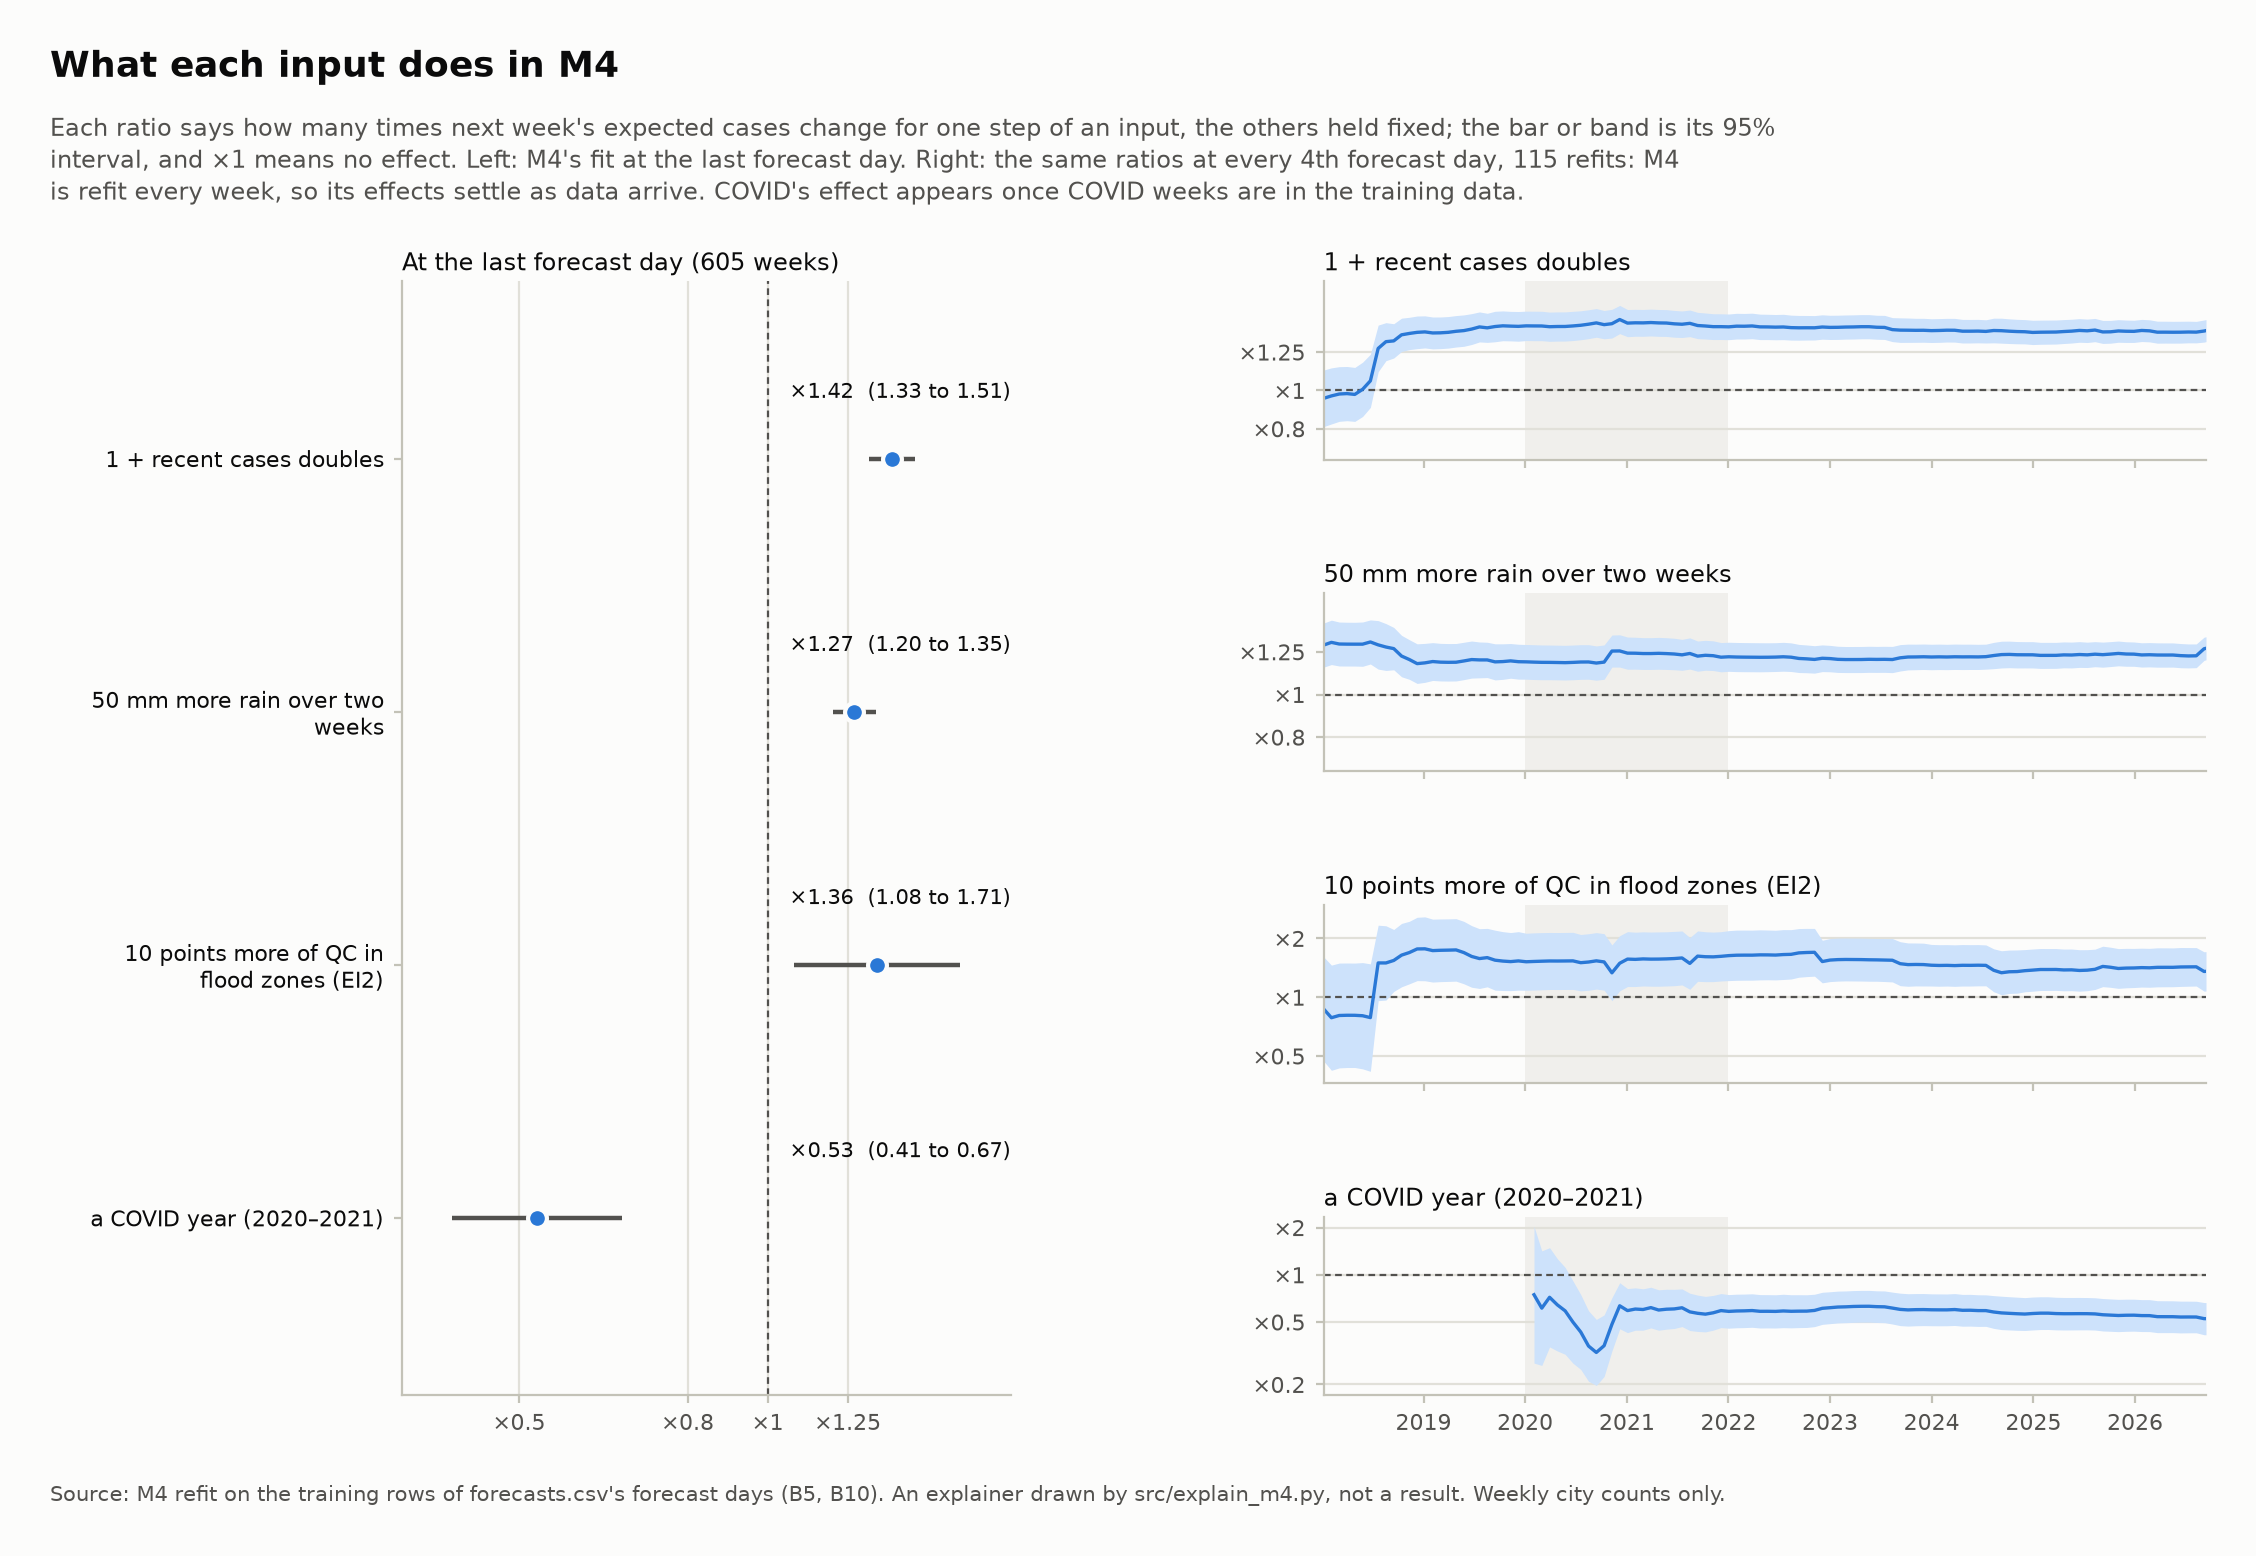 What each input does in M4
Each ratio says how many times next week's expected cases change for one step of an input, the others held fixed; the bar or band is its 95%
interval, and ×1 means no effect. Left: M4's fit at the last forecast day. Right: the same ratios at every 4th forecast day, 115 refits: M4
is refit every week, so its effects settle as data arrive. COVID's effect appears once COVID weeks are in the training data.
At the last forecast day (605 weeks)
×1.42 (1.33 to 1.51)
1 + recent cases doubles
×1.27 (1.20 to 1.35)
50 mm more rain over two
weeks
×1.36 (1.08 to 1.71)
10 points more of QC in
flood zones (EI2)
×0.53 (0.41 to 0.67)
a COVID year (2020–2021)
×0.5 ×0.8 ×1 ×1.25
1 + recent cases doubles
×1.25
×1
×0.8
50 mm more rain over two weeks
×1.25
×1
×0.8
10 points more of QC in flood zones (EI2)
×2
×1
×0.5
a COVID year (2020–2021)
×2
×1
×0.5
×0.2
2019 2020 2021 2022 2023 2024 2025 2026
Source: M4 refit on the training rows of forecasts.csv's forecast days (B5, B10). An explainer drawn by src/explain_m4.py, not a result. Weekly city counts only.